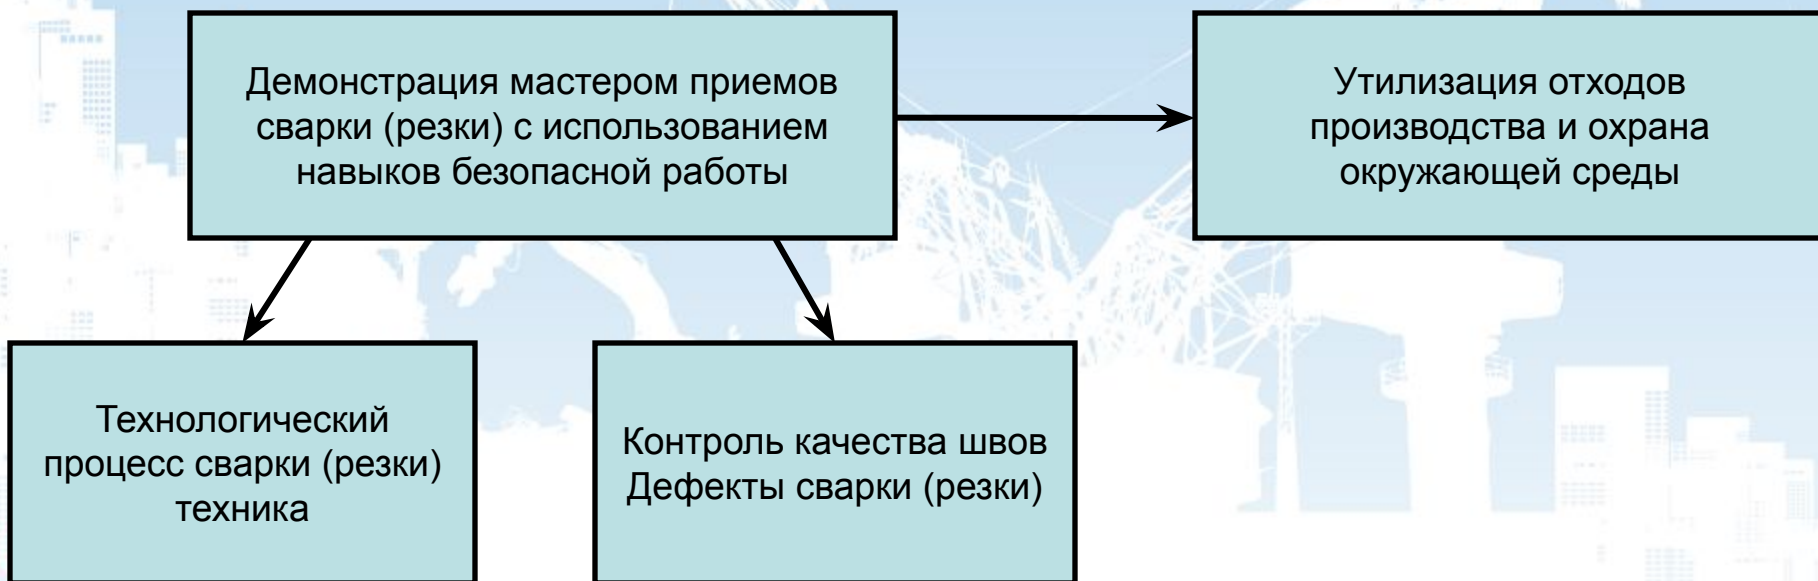 Демонстрация мастером приемов
сварки (резки) с использованием
навыков безопасной работы
Утилизация отходов
производства и охрана
окружающей среды
Технологический
процесс сварки (резки)
техника
Контроль качества швов
Дефекты сварки (резки)